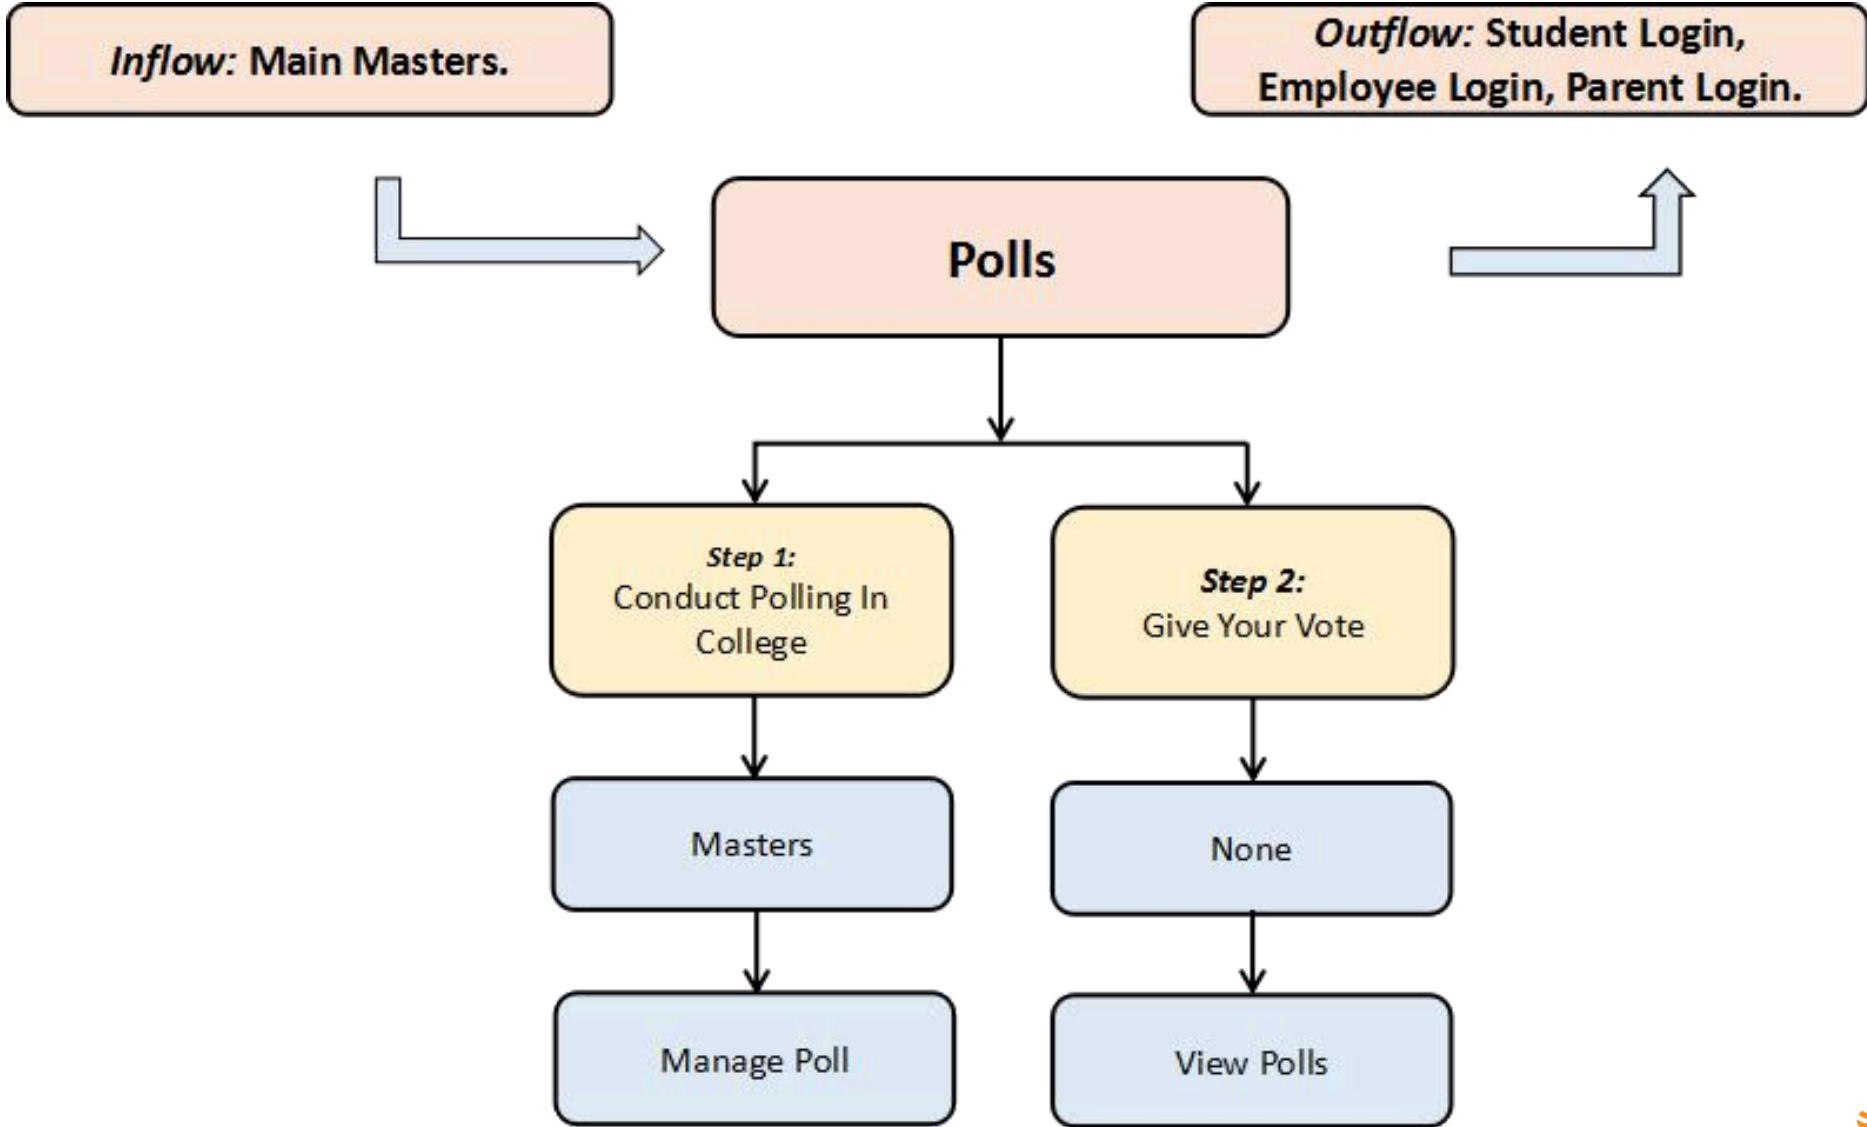 Inflow: Main Masters.
Outflow: Student Login,
Employee Login, Parent Login.
Polls
Step 1:
Conduct Polling In
College
Step 2:
Give Your Vote
Masters
None
Manage Poll
View Polls